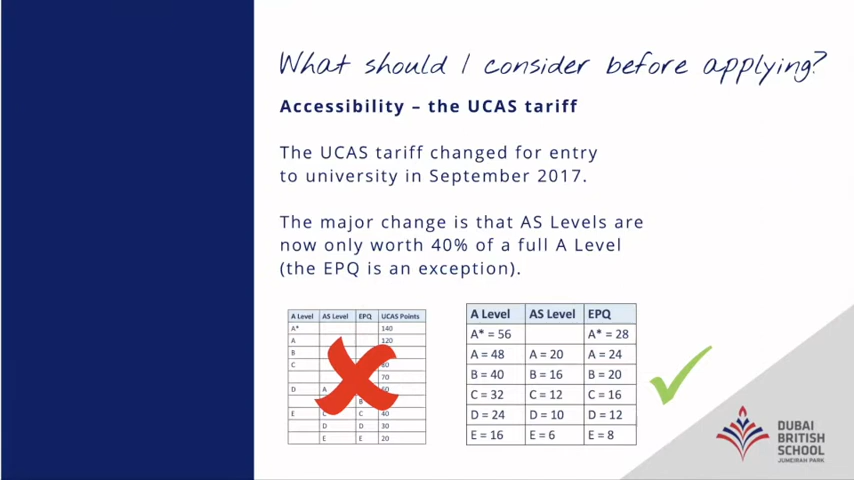 What should I consider before applying?
Accessibility – the UCAS tariff
The UCAS tariff changed for entry
to university in September 2017.
The major change is that AS Levels are
now only worth 40% of a full A Level
(the EPQ is an exception).
A Level AS Level EPQ UCAS Points
A* 140
A 120
B
C 80
70
D A 60
B
E C C 40
D D 30
E E 20
A Level AS Level EPQ
A* = 56 A* = 28
A = 48 A = 20 A = 24
B = 40 B = 16 B = 20
C = 32 C = 12 C = 16
D = 24 D = 10 D = 12
E = 16 E = 6 E = 8
DUBAI
BRITISH
SCHOOL
JUMEIRAH PARK